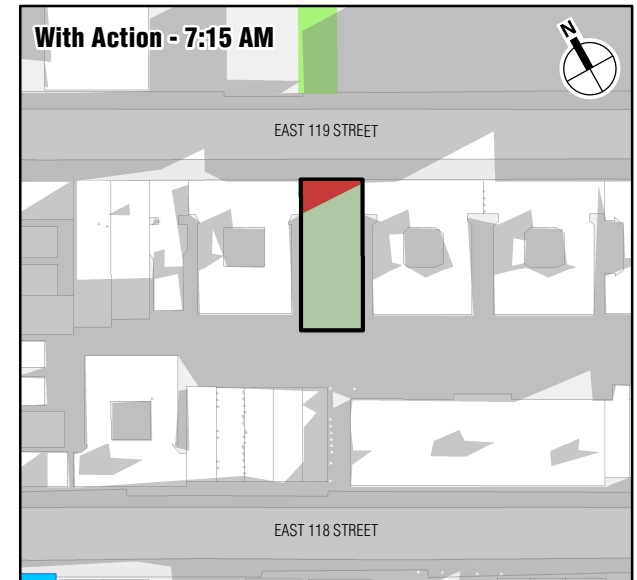 With Action - 7:15 AM
N
EAST 119 STREET
EAST 118 STREET